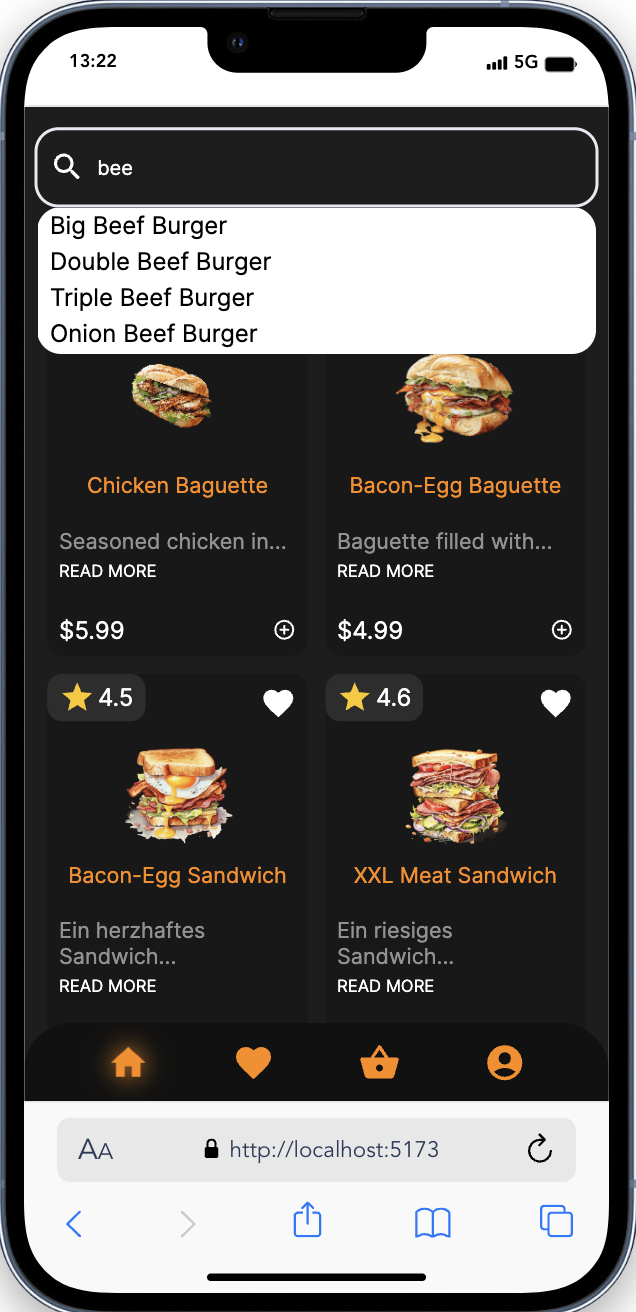 13:22 5G
bee
Big Beef Burger
Double Beef Burger
Triple Beef Burger
Onion Beef Burger
Chicken Baguette
Seasoned chicken in...
READ MORE
$5.99
Bacon-Egg Baguette
Baguette filled with...
READ MORE
$4.99
4.5
Bacon-Egg Sandwich
Ein herzhaftes
Sandwich...
READ MORE
4.6
XXL Meat Sandwich
Ein riesiges
Sandwich...
READ MORE
AA http://localhost:5173